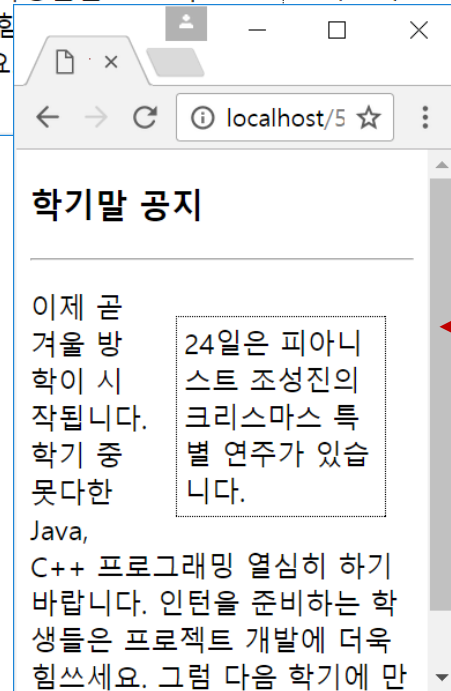 힘
요
localhost/5
학기말 공지
이제 곧
겨울 방
학이 시
작됩니다.
학기 중
못다한
Java,
24일은 피아니
스트 조성진의
크리스마스 특
별 연주가 있습
니다.
C++ 프로그래밍 열심히 하기
바랍니다. 인턴을 준비하는 학
생들은 프로젝트 개발에 더욱
힘쓰세요. 그럼 다음 학기에 만